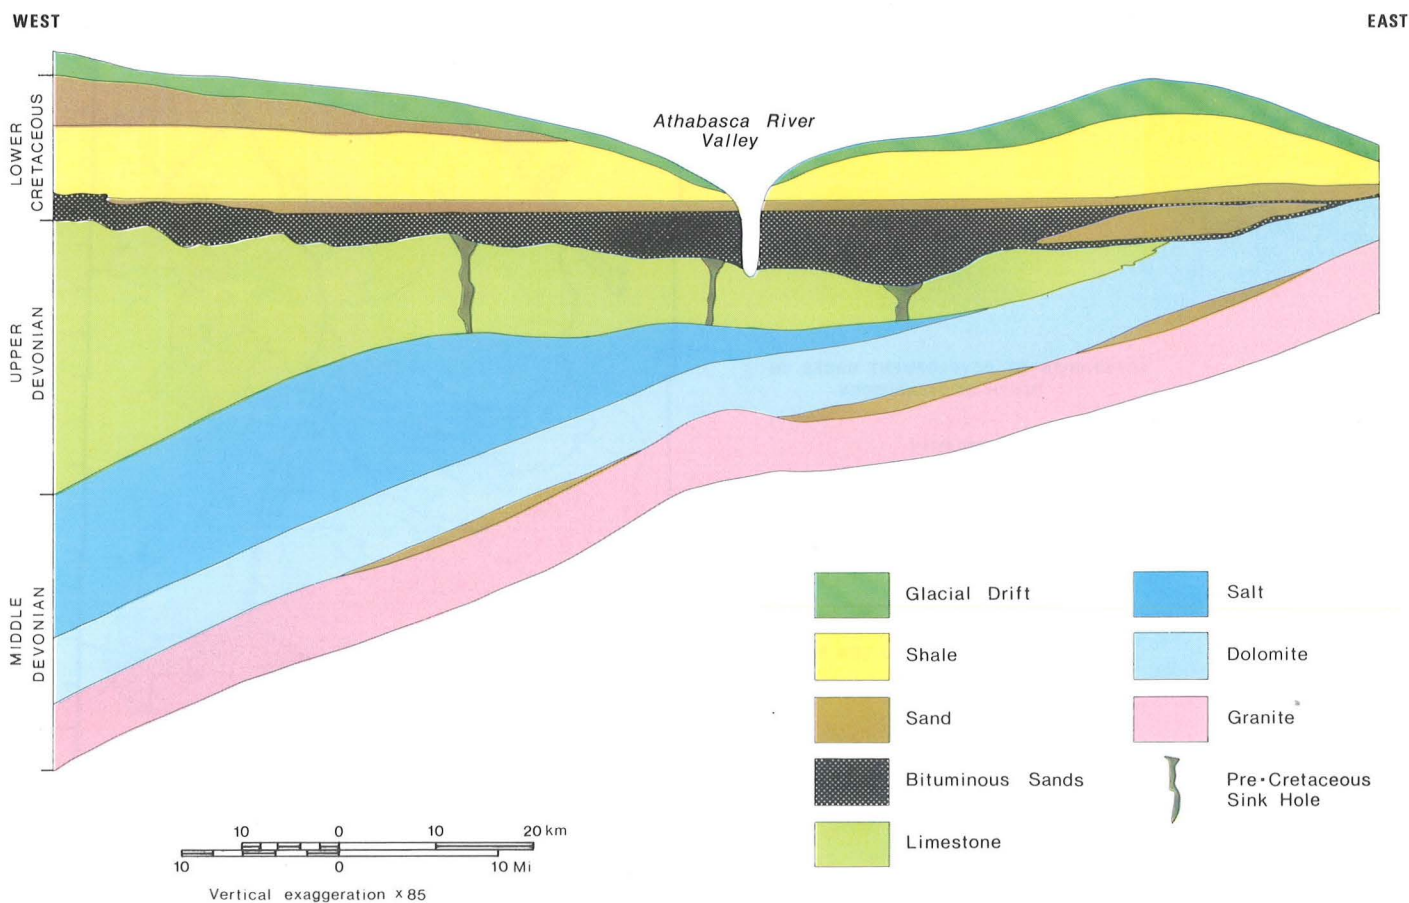 WEST
EAST
LOWER
CRETACEOUS
UPPER
DEVONIAN
MIDDLE
DEVONIAN
Athabasca River
Valley
Glacial Drift
Shale
Sand
Bituminous Sands
Limestone
Salt
Dolomite
Granite
Pre-Cretaceous
Sink Hole
10 0 10 20 km
10 0 10 Mi
Vertical exaggeration x 85